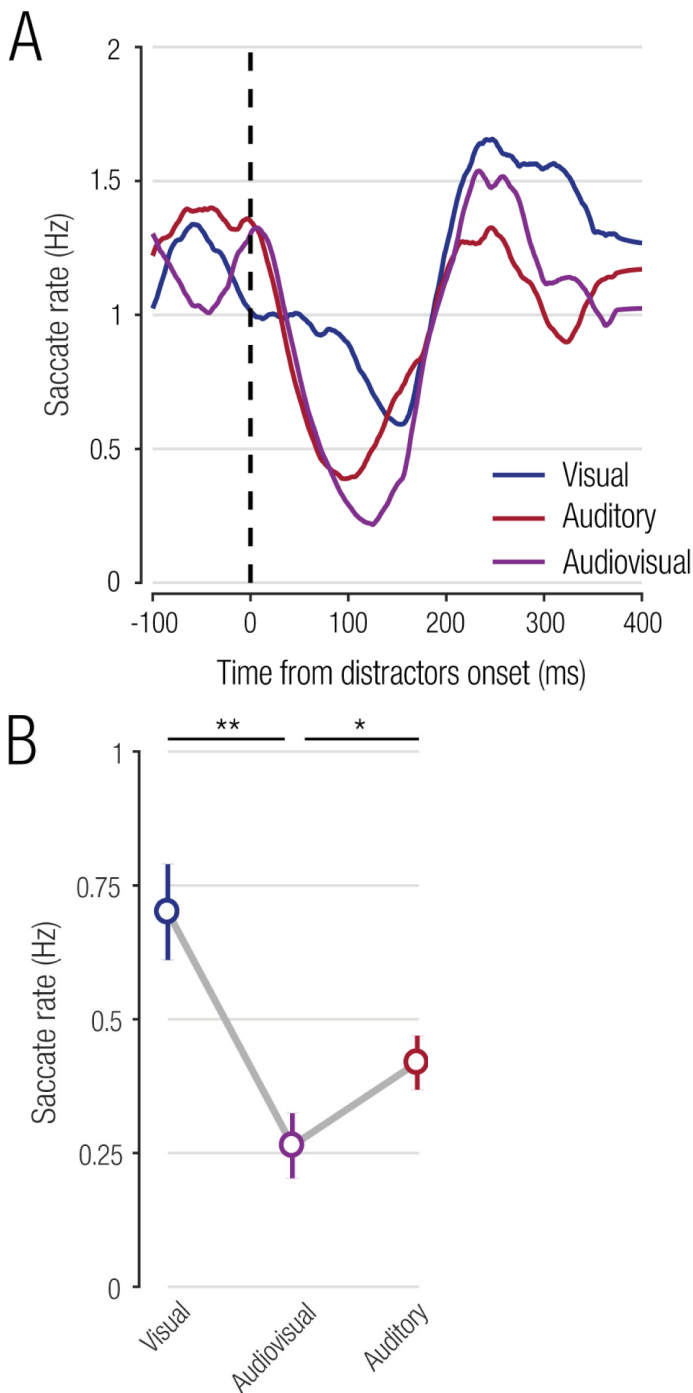 A
2
1.5
1
0.5
0
Saccate rate (Hz)
Visual
Auditory
Audiovisual
-100 0 100 200 300 400
Time from distractors onset (ms)
B
** *
1
0.75
0.5
0.25
0
Saccate rate (Hz)
Visual Audiovisual Auditory